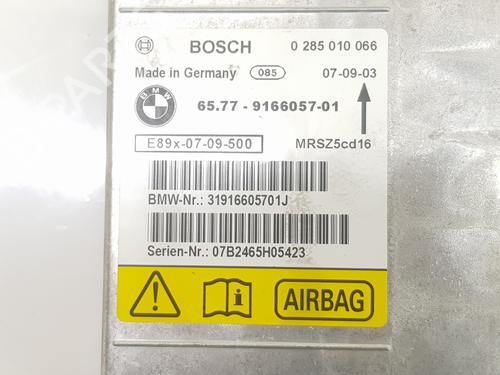 BOSCH 0 285 010 066
Made in Germany 085 07-09-03
BMW 65.77 - 9166057-01
E89x-07-09-500 MRSZ5cd16
BMW-Nr.: 31916605701J
Serien-Nr.: 07B2465H05423
AIRBAG